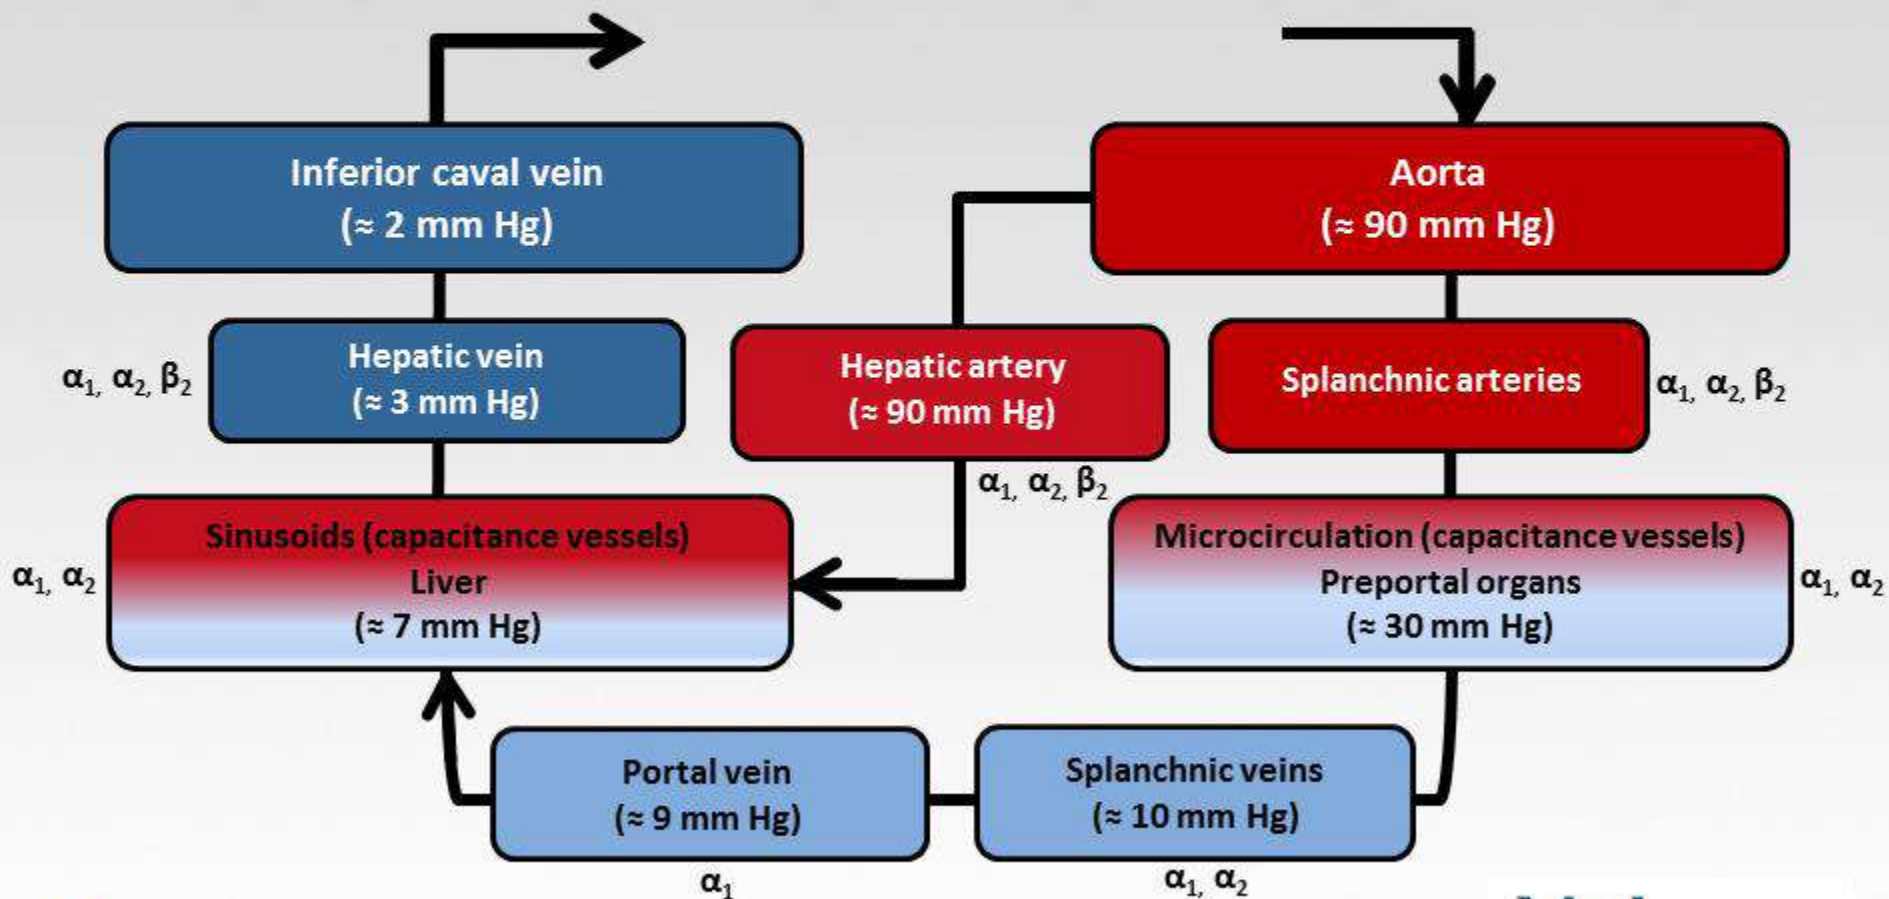 Inferior caval vein
(≈ 2 mm Hg)
Aorta
(≈ 90 mm Hg)
Hepatic vein
(≈ 3 mm Hg)
α₁, α₂, β₂
Hepatic artery
(≈ 90 mm Hg)
α₁, α₂, β₂
Splanchnic arteries
α₁, α₂, β₂
Sinusoids (capacitance vessels)
Liver
(≈ 7 mm Hg)
α₁, α₂
Microcirculation (capacitance vessels)
Preportal organs
(≈ 30 mm Hg)
α₁, α₂
Portal vein
(≈ 9 mm Hg)
α₁
Splanchnic veins
(≈ 10 mm Hg)
α₁, α₂